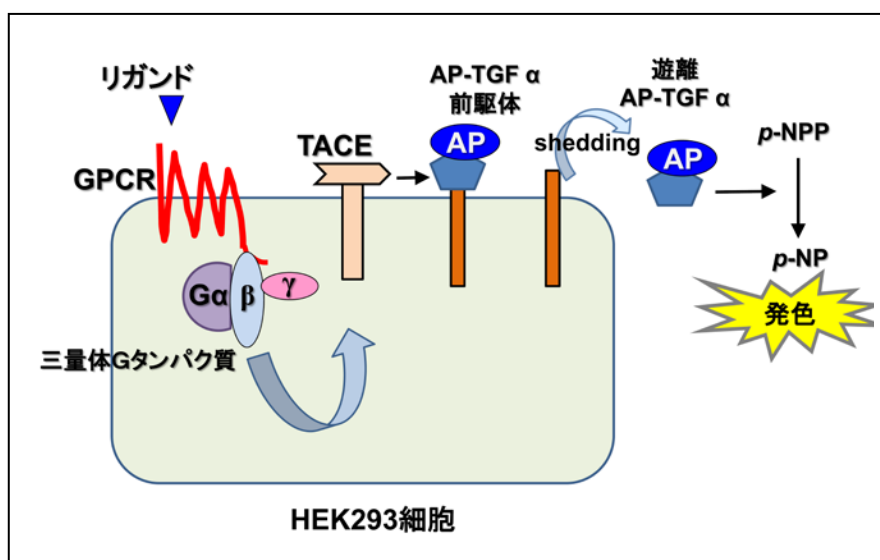 リガンド
GPCR
TACE
AP-TGF α
前駆体
AP
shedding
遊離
AP-TGF α
AP
p-NPP
p-NP
発色
Gα
β
γ
三量体Gタンパク質
HEK293細胞